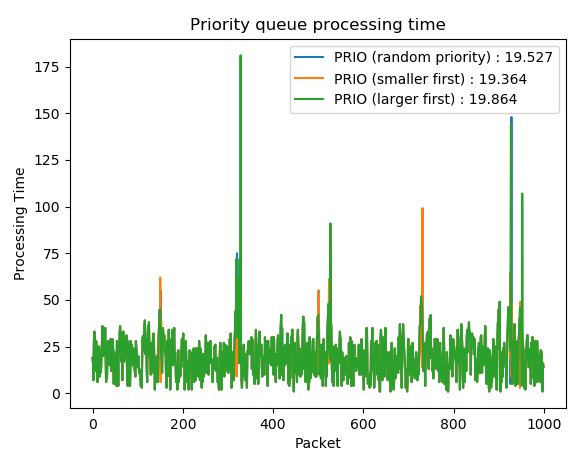 Priority queue processing time
PRIO (random priority) : 19.527
PRIO (smaller first) : 19.364
PRIO (larger first) : 19.864
175
150
125
100
75
50
25
0
Processing Time
0 200 400 600 800 1000
Packet